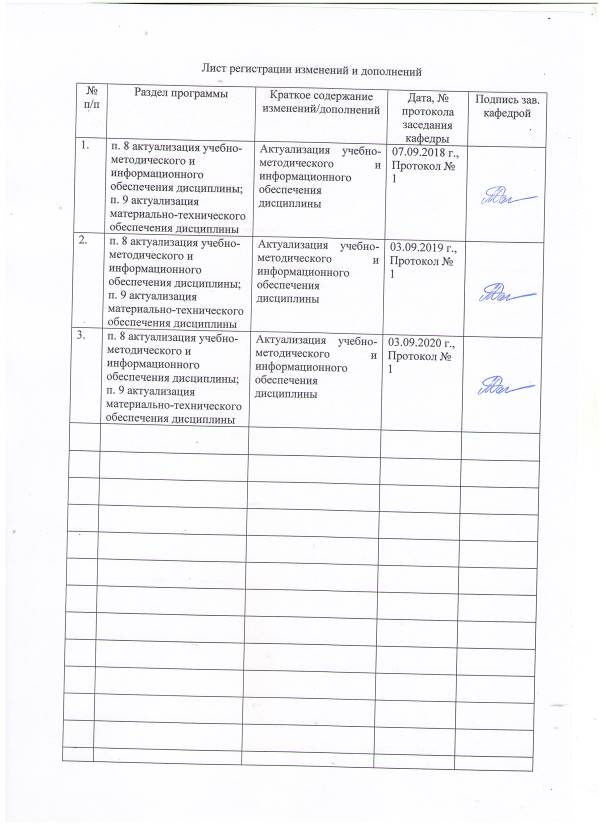 Лист регистрации изменений и дополнений
№
п/п
Раздел программы
Краткое содержание
изменений/дополнений
Дата, №
протокола
заседания
кафедры
Подпись зав.
кафедрой
1.
п. 8 актуализация учебно-
методического и
информационного
обеспечения дисциплины;
п. 9 актуализация
материально-технического
обеспечения дисциплины
Актуализация учебно-
методического и
информационного
обеспечения
дисциплины
07.09.2018 г.,
Протокол №
1
2.
п. 8 актуализация учебно-
методического и
информационного
обеспечения дисциплины;
п. 9 актуализация
материально-технического
обеспечения дисциплины
Актуализация учебно-
методического и
информационного
обеспечения
дисциплины
03.09.2019 г.,
Протокол №
1
3.
п. 8 актуализация учебно-
методического и
информационного
обеспечения дисциплины;
п. 9 актуализация
материально-технического
обеспечения дисциплины
Актуализация учебно-
методического и
информационного
обеспечения
дисциплины
03.09.2020 г.,
Протокол №
1